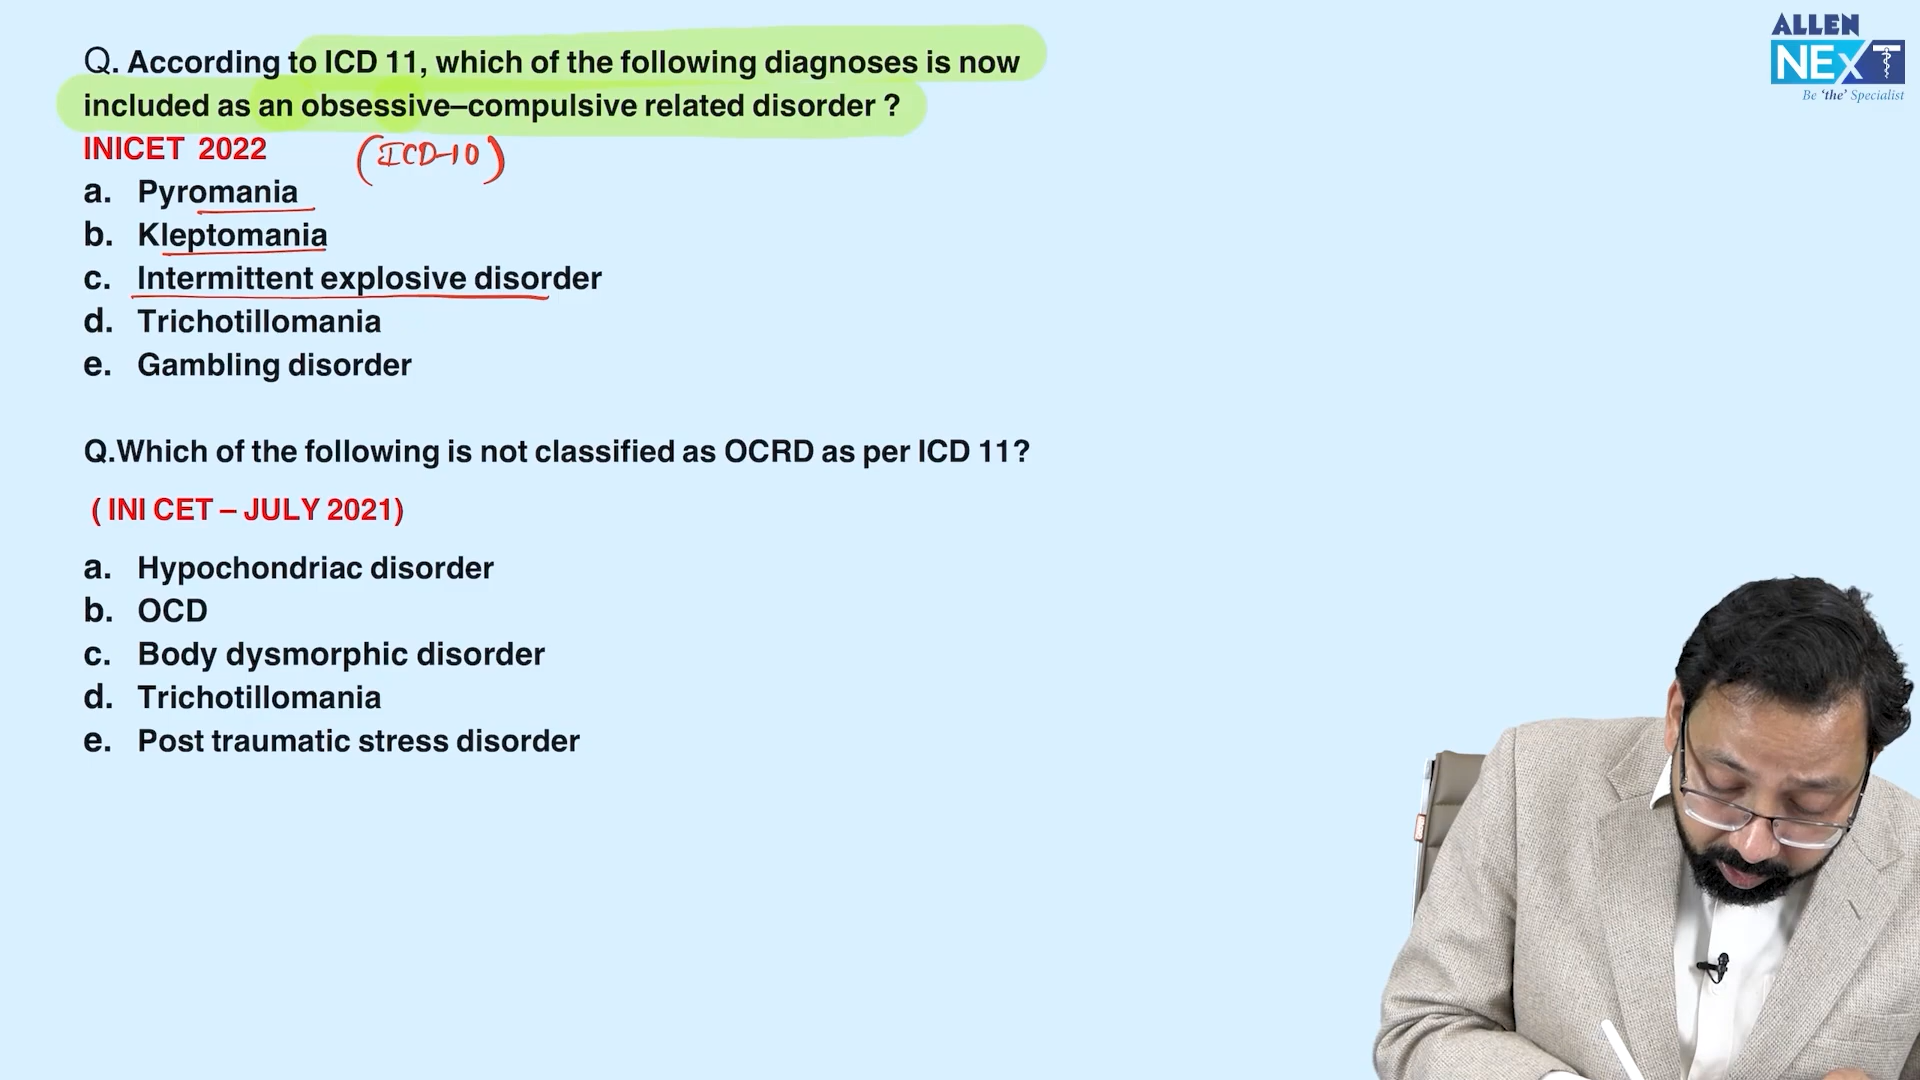 Q. According to ICD 11, which of the following diagnoses is now
included as an obsessive–compulsive related disorder ?
INICET 2022 (ICD-10)
a. Pyromania
b. Kleptomania
c. Intermittent explosive disorder
d. Trichotillomania
e. Gambling disorder
Q.Which of the following is not classified as OCRD as per ICD 11?
( INI CET – JULY 2021)
a. Hypochondriac disorder
b. OCD
c. Body dysmorphic disorder
d. Trichotillomania
e. Post traumatic stress disorder
ALLEN
NEXT
Be 'the' Specialist